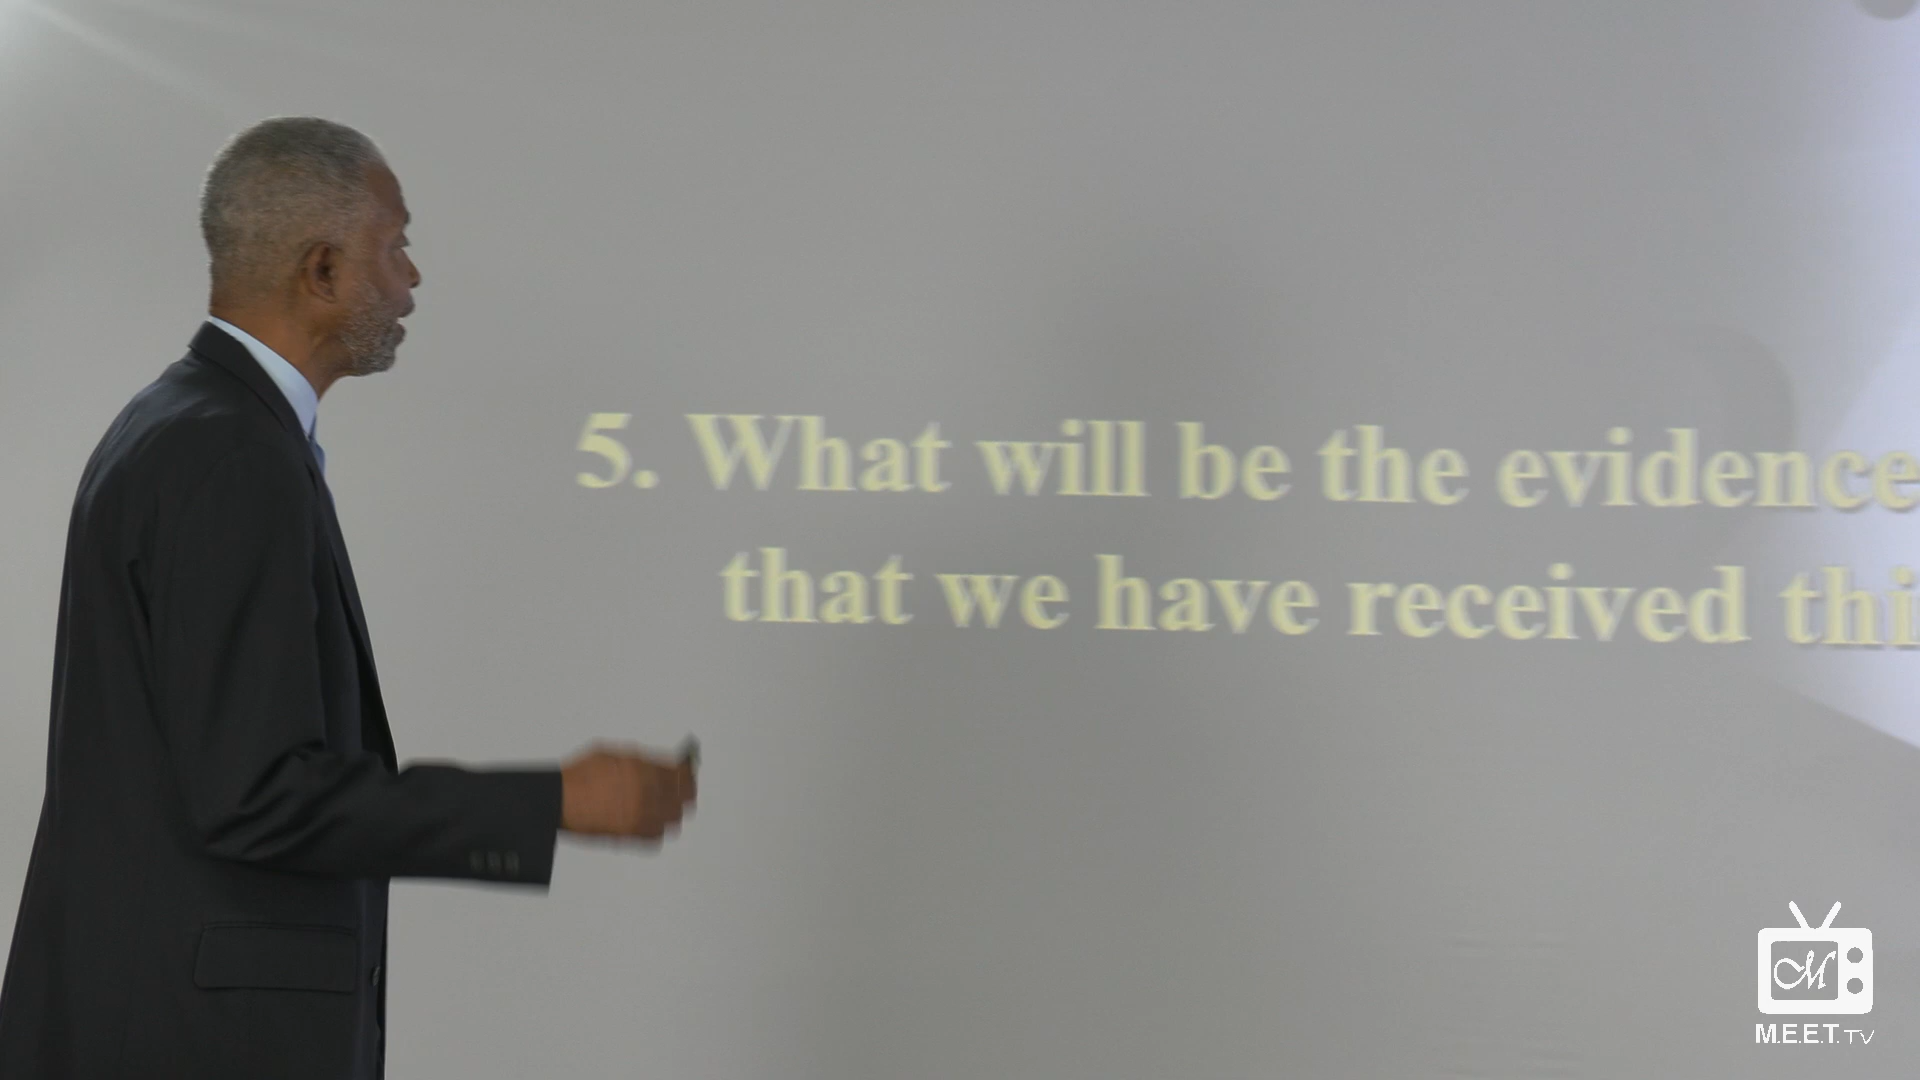 5. What will be the evidence
that we have received thi
M
M.E.E.T. TV